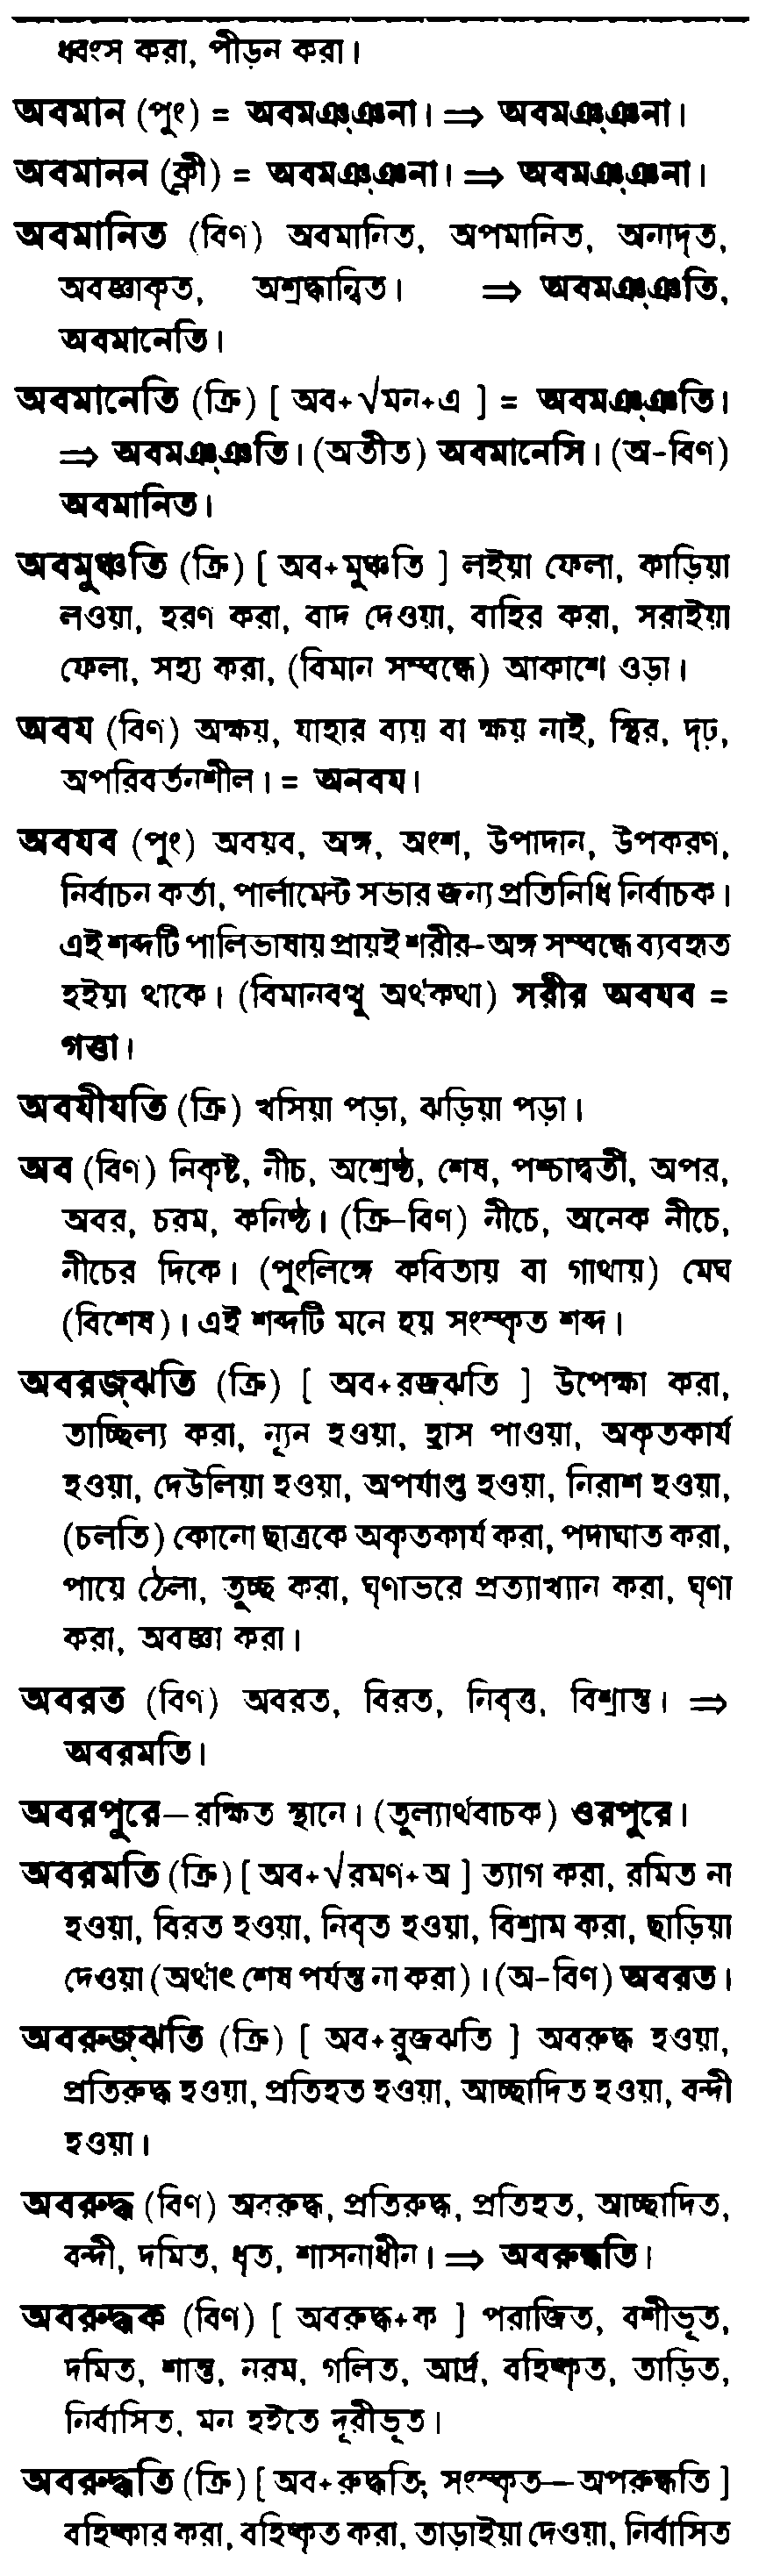 ধ্বংস করা, পীড়ন করা।
অবমান (পুং) = অবমঞ্ঞনা। ⇒ অবমঞ্ঞনা।
অবমানন (ক্লী) = অবমঞ্ঞনা। ⇒ অবমঞ্ঞনা।
অবমানিত (বিণ) অবমানিত, অপমানিত, অনাদৃত,
অবজ্ঞাকৃত, অশ্রদ্ধান্বিত। ⇒ অবমঞ্ঞতি,
অবমানেতি।
অবমানেতি (ক্রি) [ অব+√মন+এ ] = অবমঞ্ঞতি।
⇒ অবমঞ্ঞতি। (অতীত) অবমানেসি। (অ-বিণ)
অবমানিত।
অবমুঞ্চতি (ক্রি) [ অব+মুঞ্চতি ] লইয়া ফেলা, কাড়িয়া
লওয়া, হরণ করা, বাদ দেওয়া, বাহির করা, সরাইয়া
ফেলা, সহ্য করা, (বিমান সম্বন্ধে) আকাশে ওড়া।
অবয (বিণ) অক্ষয়, যাহার ব্যয় বা ক্ষয় নাই, স্থির, দৃঢ়,
অপরিবর্তনশীল। = অনবয।
অবযব (পুং) অবয়ব, অঙ্গ, অংশ, উপাদান, উপকরণ,
নির্বাচন কর্তা, পার্লামেন্ট সভার জন্য প্রতিনিধি নির্বাচক।
এই শব্দটি পালিভাষায় প্রায়ই শরীর-অঙ্গ সম্বন্ধে ব্যবহৃত
হইয়া থাকে। (বিমানবত্থু অর্থকথা) সরীর অবযব =
গত্তা।
অবযীযতি (ক্রি) খসিয়া পড়া, ঝড়িয়া পড়া।
অব (বিণ) নিকৃষ্ট, নীচ, অশ্রেষ্ঠ, শেষ, পশ্চাদ্বর্তী, অপর,
অবর, চরম, কনিষ্ঠ। (ক্রি-বিণ) নীচে, অনেক নীচে,
নীচের দিকে। (পুংলিঙ্গে কবিতায় বা গাথায়) মেঘ
(বিশেষ)। এই শব্দটি মনে হয় সংস্কৃত শব্দ।
অবরজ্ঝতি (ক্রি) [ অব+রজ্ঝতি ] উপেক্ষা করা,
তাচ্ছিল্য করা, ন্যূন হওয়া, হ্রাস পাওয়া, অকৃতকার্য
হওয়া, দেউলিয়া হওয়া, অপর্যাপ্ত হওয়া, নিরাশ হওয়া,
(চলতি) কোনো ছাত্রকে অকৃতকার্য করা, পদাঘাত করা,
পায়ে ঠেলা, তুচ্ছ করা, ঘৃণাভরে প্রত্যাখ্যান করা, ঘৃণা
করা, অবজ্ঞা করা।
অবরত (বিণ) অবরত, বিরত, নিবৃত্ত, বিশ্রান্ত। ⇒
অবরমতি।
অবরপুরে—রক্ষিত স্থানে। (তুল্যার্থবাচক) ওরপুরে।
অবরমতি (ক্রি) [ অব+√রমণ+অ ] ত্যাগ করা, রমিত না
হওয়া, বিরত হওয়া, নিবৃত হওয়া, বিশ্রাম করা, ছাড়িয়া
দেওয়া (অর্থাৎ শেষ পর্যন্ত না করা)। (অ-বিণ) অবরত।
অবরুজ্ঝতি (ক্রি) [ অব+রুজ্ঝতি ] অবরুদ্ধ হওয়া,
প্রতিরুদ্ধ হওয়া, প্রতিহত হওয়া, আচ্ছাদিত হওয়া, বন্দী
হওয়া।
অবরুদ্ধ (বিণ) অবরুদ্ধ, প্রতিরুদ্ধ, প্রতিহত, আচ্ছাদিত,
বন্দী, দমিত, ধৃত, শাসনাধীন। ⇒ অবরুদ্ধতি।
অবরুদ্ধক (বিণ) [ অবরুদ্ধ+ক ] পরাজিত, বশীভূত,
দমিত, শান্ত, নরম, গলিত, আর্দ্র, বহিষ্কৃত, তাড়িত,
নির্বাসিত, মন হইতে দূরীভূত।
অবরুদ্ধতি (ক্রি) [ অব+রুদ্ধতি; সংস্কৃত—অপরুন্ধতি ]
বহিষ্কার করা, বহিষ্কৃত করা, তাড়াইয়া দেওয়া, নির্বাসিত